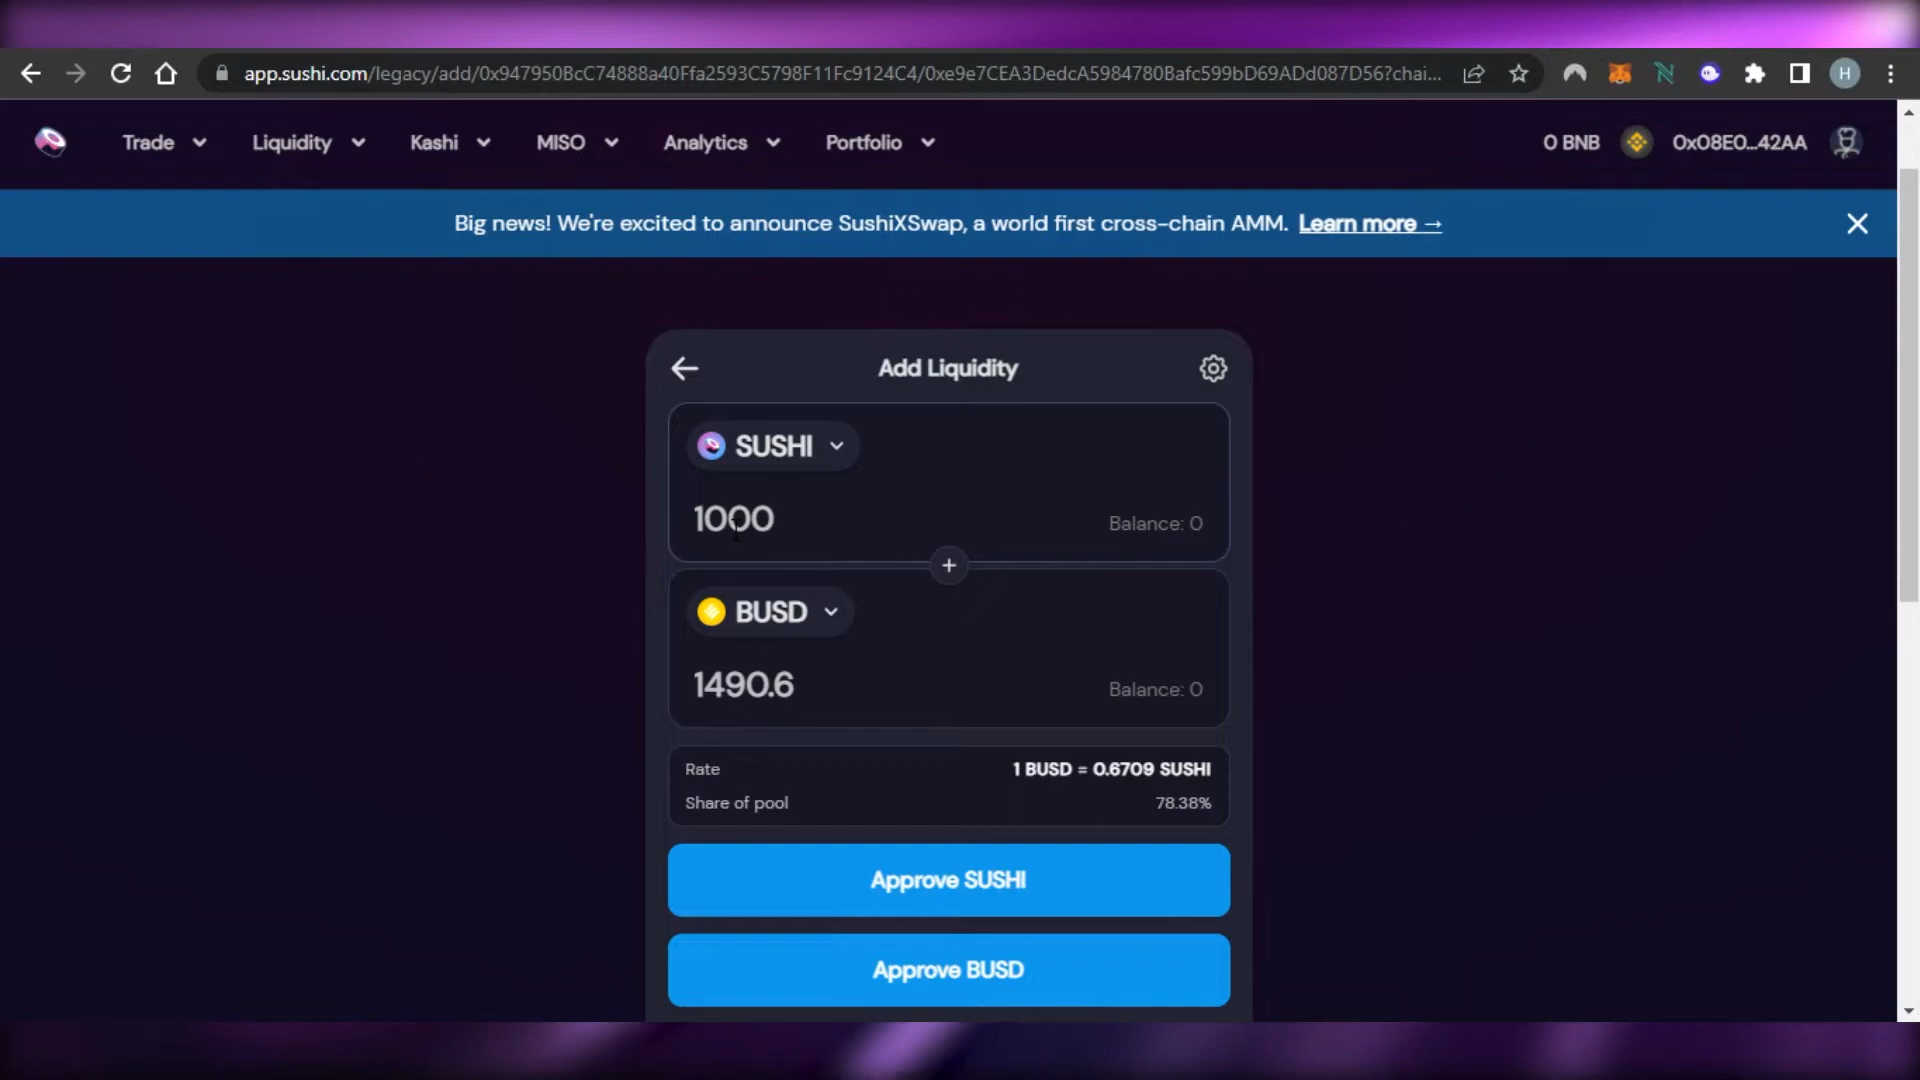 app.sushi.com/legacy/add/0x947950BcC74888a40Ffa2593C5798F11Fc9124C4/0xe9e7CEA3DedcA5984780Bafc599bD69ADd087D56?chai...
H
Trade
Liquidity
Kashi
MISO
Analytics
Portfolio
0 BNB
0x08E0...42AA
Big news! We're excited to announce SushiXSwap, a world first cross-chain AMM. Learn more →
Add Liquidity
SUSHI
1000
Balance: 0
+
BUSD
1490.6
Balance: 0
Rate
1 BUSD = 0.6709 SUSHI
Share of pool
78.38%
Approve SUSHI
Approve BUSD